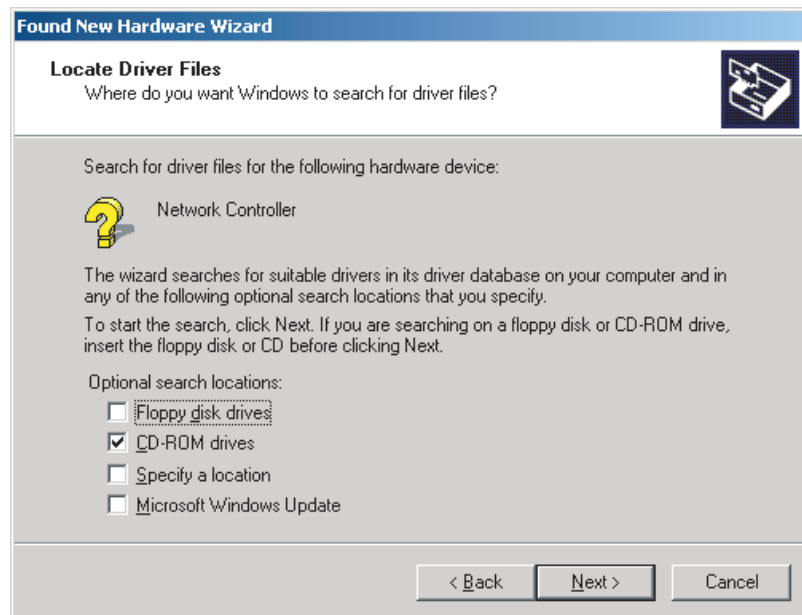 Found New Hardware Wizard
Locate Driver Files
Where do you want Windows to search for driver files?
Search for driver files for the following hardware device:
Network Controller
The wizard searches for suitable drivers in its driver database on your computer and in
any of the following optional search locations that you specify.
To start the search, click Next. If you are searching on a floppy disk or CD-ROM drive,
insert the floppy disk or CD before clicking Next.
Optional search locations:
Floppy disk drives
CD-ROM drives
Specify a location
Microsoft Windows Update
< Back Next > Cancel